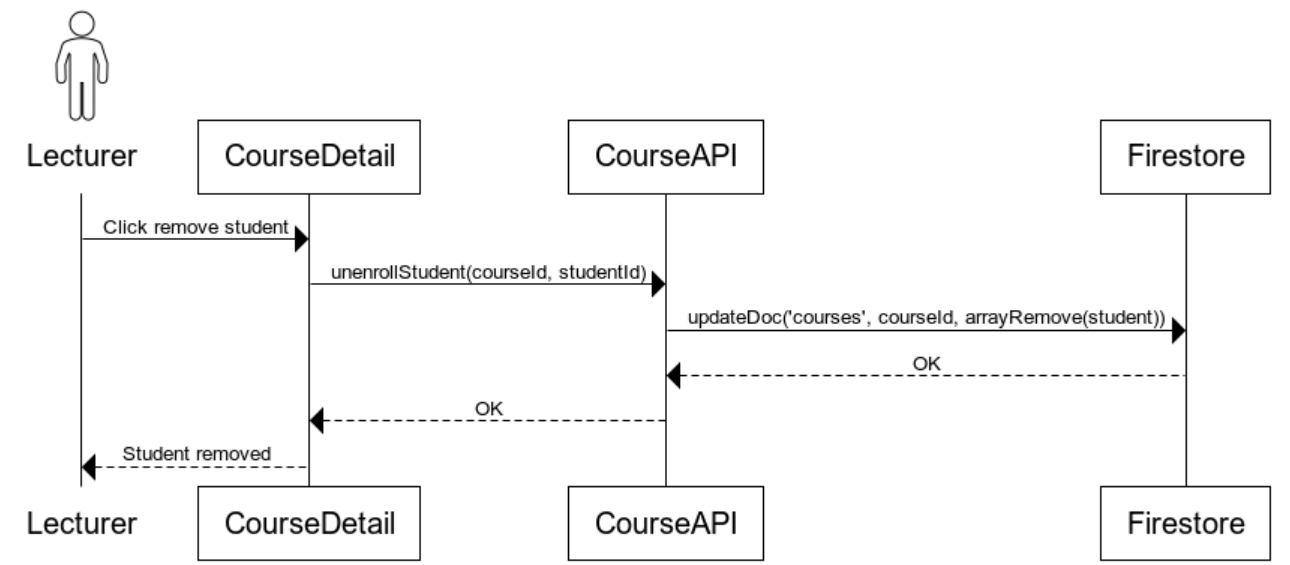 Lecturer
CourseDetail
CourseAPI
Firestore
Click remove student
unenrollStudent(courseId, studentId)
updateDoc('courses', courseId, arrayRemove(student))
OK
OK
Student removed
Lecturer
CourseDetail
CourseAPI
Firestore